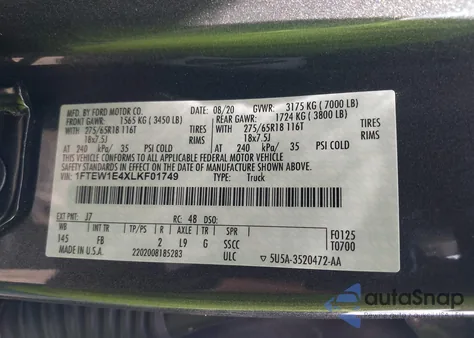 MFD. BY FORD MOTOR CO. 08/20 GVWR: 3175 KG ( 7000 LB)
FRONT GAWR: 1565 KG ( 3450 LB) REAR GAWR: 1724 KG ( 3800 LB)
WITH 275/65R18 116T TIRES WITH 275/65R18 116T TIRES
18x7.5J RIMS 18x7.5J RIMS
AT 240 kPa/ 35 PSI COLD AT 240 kPa/ 35 PSI COLD
THIS VEHICLE CONFORMS TO ALL APPLICABLE FEDERAL MOTOR VEHICLE
SAFETY STANDARDS IN EFFECT ON THE DATE OF MANUFACTURE SHOWN ABOVE.
VIN: 1FTEW1E4XLKF01749 TYPE: Truck
EXT PNT: J7 RC: 48 DSO: F0125
WB INT TR TP/PS R AXLE TR SPR T0700
145 FB 2 L9 G SSCC
MADE IN U.S.A. 2202008185283 ULC ▽ 5U5A-3520472-AA
autoSnap